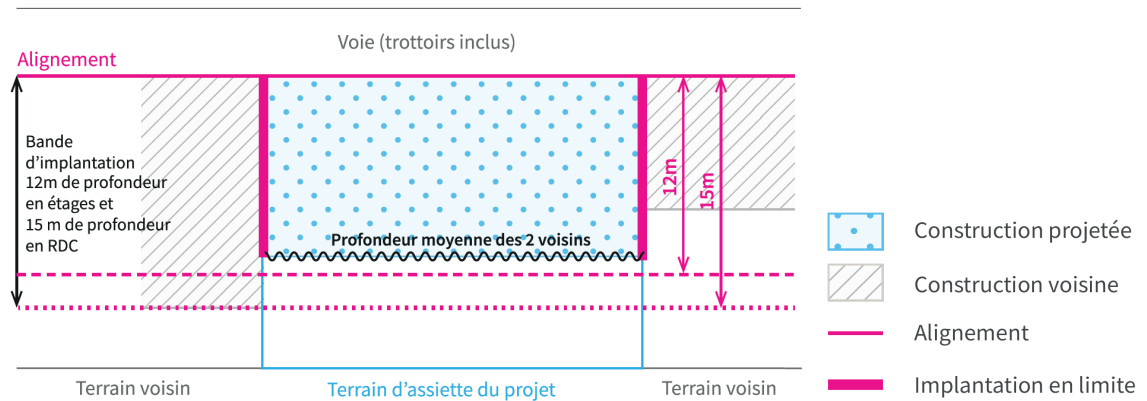 Voie (trottoirs inclus)
Alignement
Bande
d’implantation
12m de profondeur
en étages et
15 m de profondeur
en RDC
12m
15m
Profondeur moyenne des 2 voisins
Terrain voisin
Terrain d’assiette du projet
Terrain voisin
Construction projetée
Construction voisine
Alignement
Implantation en limite